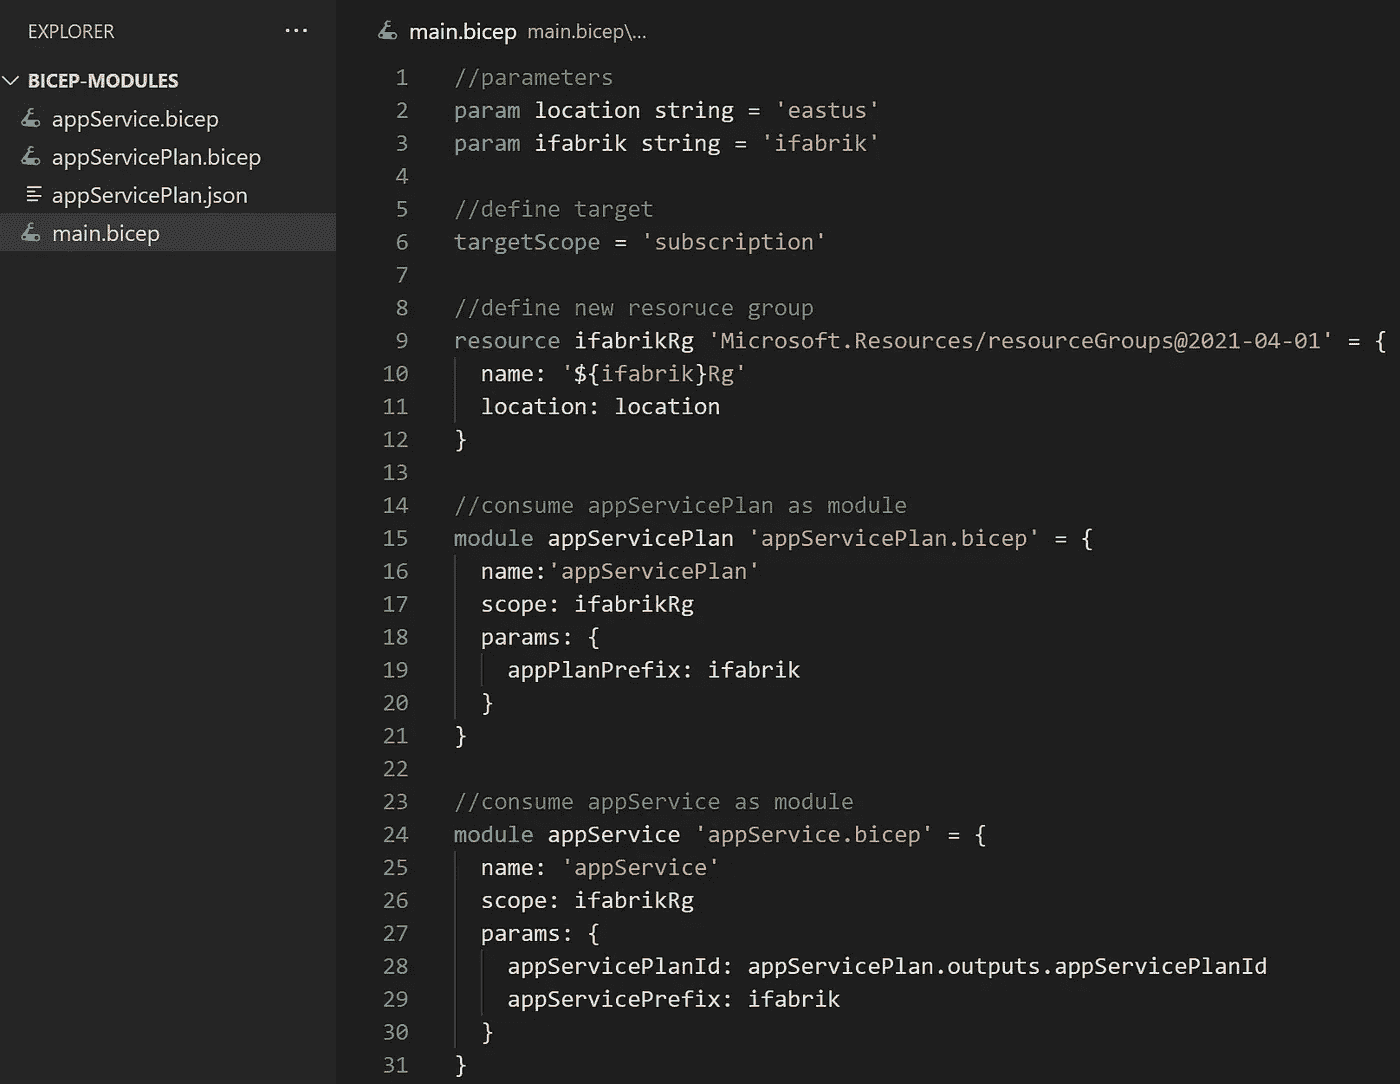 EXPLORER ...
BICEP-MODULES
appService.bicep
appServicePlan.bicep
appServicePlan.json
main.bicep
main.bicep main.bicep\...
1 //parameters
2 param location string = 'eastus'
3 param ifabrik string = 'ifabrik'
4
5 //define target
6 targetScope = 'subscription'
7
8 //define new resoruce group
9 resource ifabrikRg 'Microsoft.Resources/resourceGroups@2021-04-01' = {
10 name: '${ifabrik}Rg'
11 location: location
12 }
13
14 //consume appServicePlan as module
15 module appServicePlan 'appServicePlan.bicep' = {
16 name:'appServicePlan'
17 scope: ifabrikRg
18 params: {
19 appPlanPrefix: ifabrik
20 }
21 }
22
23 //consume appService as module
24 module appService 'appService.bicep' = {
25 name: 'appService'
26 scope: ifabrikRg
27 params: {
28 appServicePlanId: appServicePlan.outputs.appServicePlanId
29 appServicePrefix: ifabrik
30 }
31 }